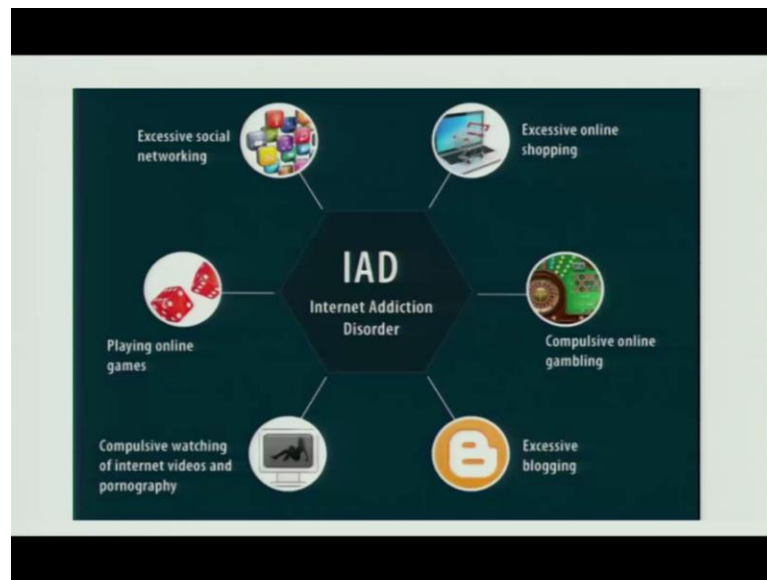 Excessive social
networking
Excessive online
shopping
IAD
Internet Addiction
Disorder
Playing online
games
Compulsive online
gambling
Compulsive watching
of internet videos and
pornography
Excessive
blogging